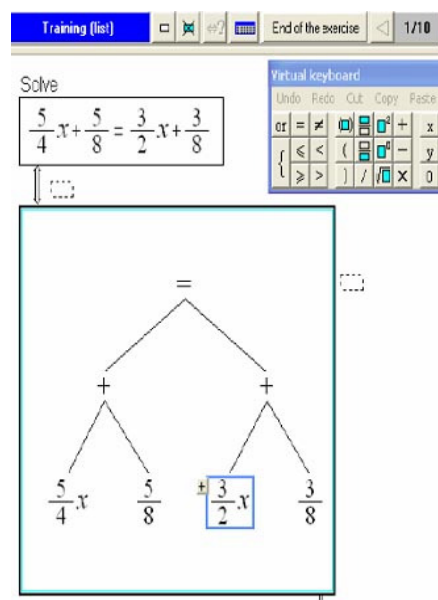 Training (list) ⇔? End of the exercise 1/10
Solve
5/4 x + 5/8 = 3/2 x + 3/8
Virtual keyboard
Undo Redo Cut Copy Paste
or = ≠ (□) □² + x
{ ⩽ < ( □ⁿ − y
⩾ > ) / √□ × 0
=
+ +
5/4 x 5/8 + 3/2 x 3/8